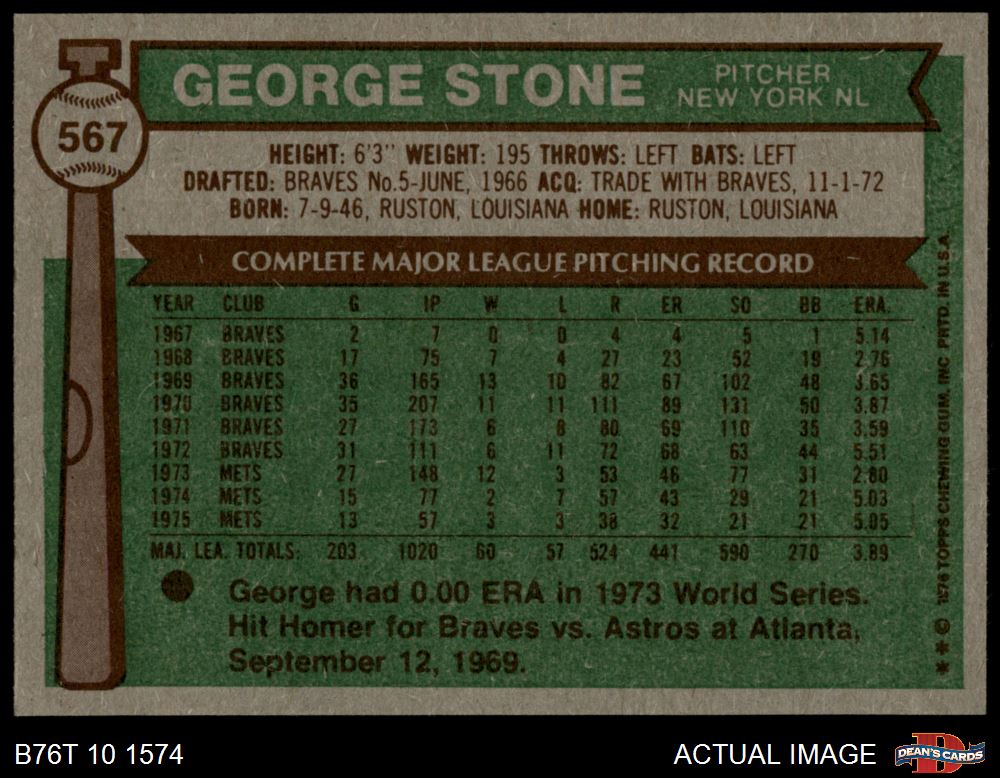 GEORGE STONE
PITCHER
NEW YORK NL
567
HEIGHT: 6'3" WEIGHT: 195 THROWS: LEFT BATS: LEFT
DRAFTED: BRAVES No.5-JUNE, 1966 ACQ: TRADE WITH BRAVES, 11-1-72
BORN: 7-9-46, RUSTON, LOUISIANA HOME: RUSTON, LOUISIANA
COMPLETE MAJOR LEAGUE PITCHING RECORD
YEAR CLUB G IP W L R ER SO BB ERA
1967 BRAVES 2 7 0 0 4 4 5 1 5.14
1968 BRAVES 17 75 7 4 27 23 52 19 2.76
1969 BRAVES 36 165 13 10 82 67 102 48 3.65
1970 BRAVES 35 207 11 11 111 89 131 50 3.87
1971 BRAVES 27 173 6 8 80 69 110 35 3.59
1972 BRAVES 31 111 6 11 72 68 63 44 5.51
1973 METS 27 148 12 3 53 46 77 31 2.80
1974 METS 15 77 2 7 57 43 29 21 5.03
1975 METS 13 57 3 3 38 32 21 21 5.05
MAJ. LEA. TOTALS: 203 1020 60 57 524 441 590 270 3.89
George had 0.00 ERA in 1973 World Series.
Hit Homer for Braves vs. Astros at Atlanta,
September 12, 1969.
* * © 1976 TOPPS CHEWING GUM, INC PRTD. IN U.S.A.
B76T 10 1574
ACTUAL IMAGE
DEAN'S CARDS